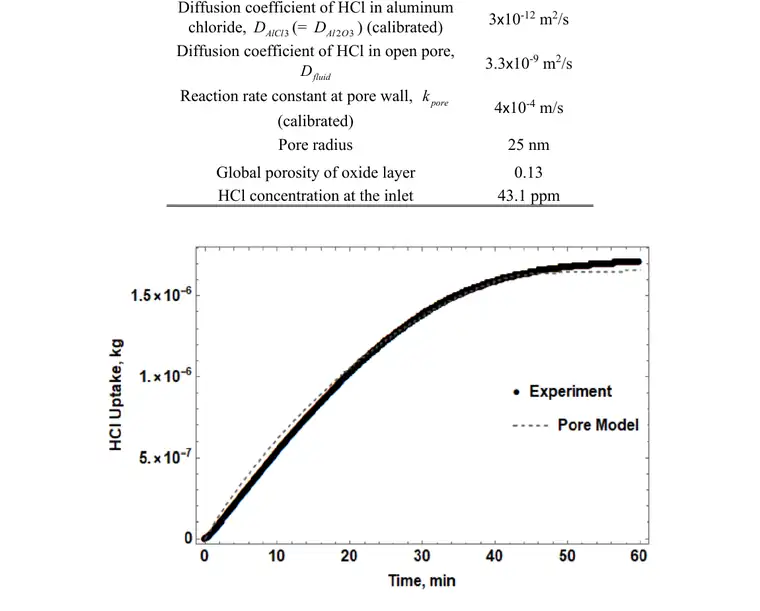 Diffusion coefficient of HCl in aluminum
chloride, D_AlCl3 (= D_Al2O3 ) (calibrated)
3x10⁻¹² m²/s
Diffusion coefficient of HCl in open pore,
D_fluid
3.3x10⁻⁹ m²/s
Reaction rate constant at pore wall, k_pore
(calibrated)
4x10⁻⁴ m/s
Pore radius 25 nm
Global porosity of oxide layer 0.13
HCl concentration at the inlet 43.1 ppm
HCl Uptake, kg
1.5 × 10⁻⁶
1. × 10⁻⁶
5. × 10⁻⁷
0
Experiment
Pore Model
0 10 20 30 40 50 60
Time, min